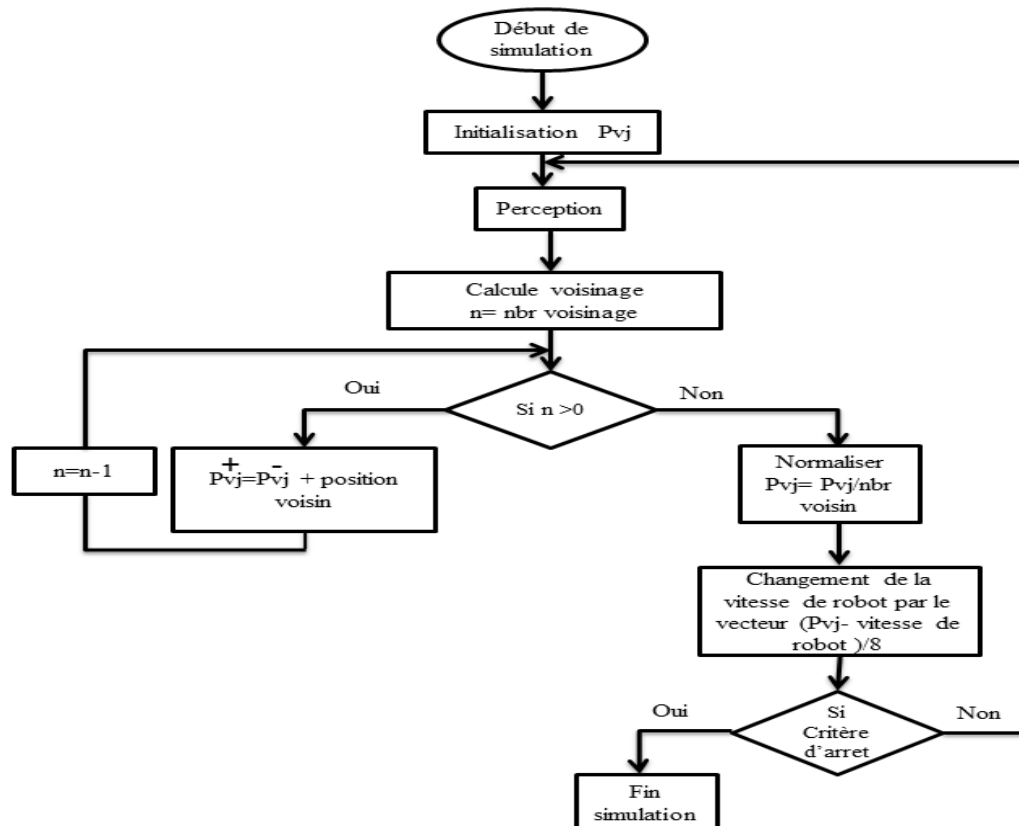 Début de
simulation
Initialisation Pvj
Perception
Calcule voisinage
n= nbr voisinage
Oui
Si n >0
Non
n=n-1
+ -
Pvj=Pvj + position
voisin
Normaliser
Pvj= Pvj/nbr
voisin
Changement de la
vitesse de robot par le
vecteur (Pvj- vitesse de
robot )/8
Oui
Si
Critère
d'arret
Non
Fin
simulation